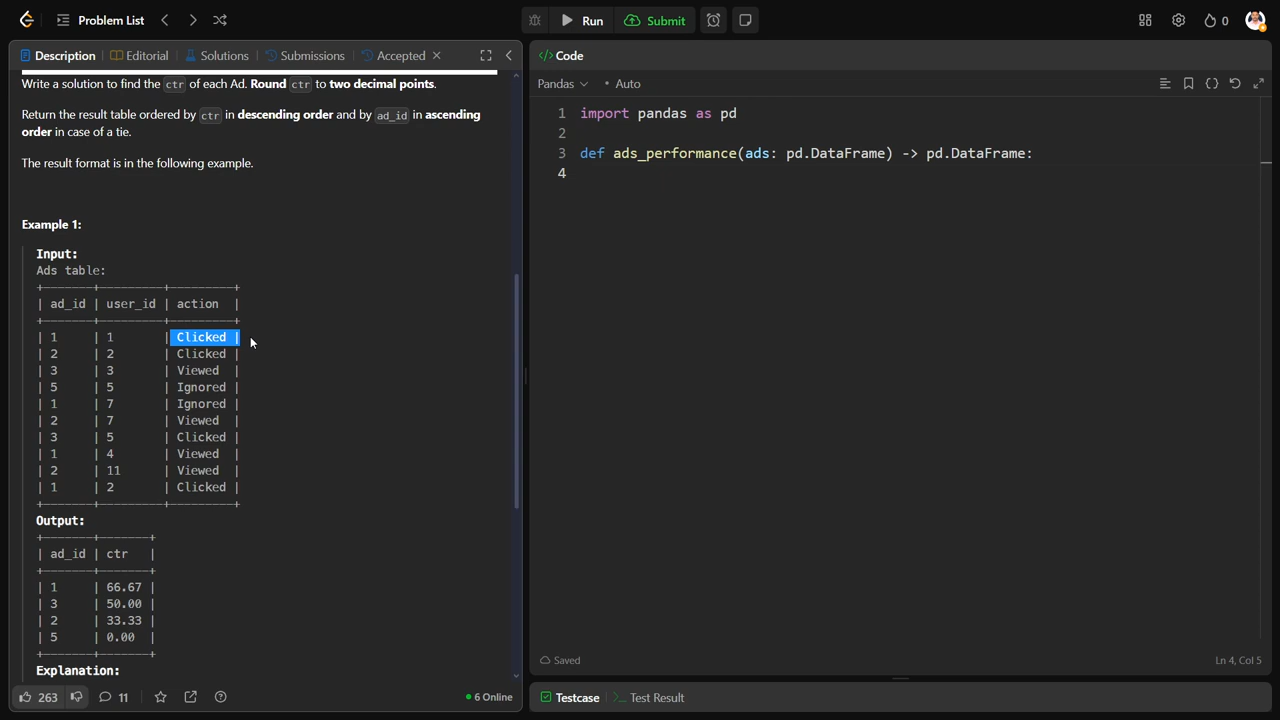 Problem List
Run
Submit
0
Description
Editorial
Solutions
Submissions
Accepted
Write a solution to find the ctr of each Ad. Round ctr to two decimal points.
Return the result table ordered by ctr in descending order and by ad_id in ascending
order in case of a tie.
The result format is in the following example.
Example 1:
Input:
Ads table:
+-------+---------+---------+
| ad_id | user_id | action  |
+-------+---------+---------+
| 1     | 1       | Clicked |
| 2     | 2       | Clicked |
| 3     | 3       | Viewed  |
| 5     | 5       | Ignored |
| 1     | 7       | Ignored |
| 2     | 7       | Viewed  |
| 3     | 5       | Clicked |
| 1     | 4       | Viewed  |
| 2     | 11      | Viewed  |
| 1     | 2       | Clicked |
+-------+---------+---------+
Output:
+-------+-------+
| ad_id | ctr   |
+-------+-------+
| 1     | 66.67 |
| 3     | 50.00 |
| 2     | 33.33 |
| 5     | 0.00  |
+-------+-------+
Explanation:
263
11
6 Online
</>Code
Pandas
Auto
1 import pandas as pd
2
3 def ads_performance(ads: pd.DataFrame) -> pd.DataFrame:
4
Saved
Ln 4, Col 5
Testcase
>_ Test Result